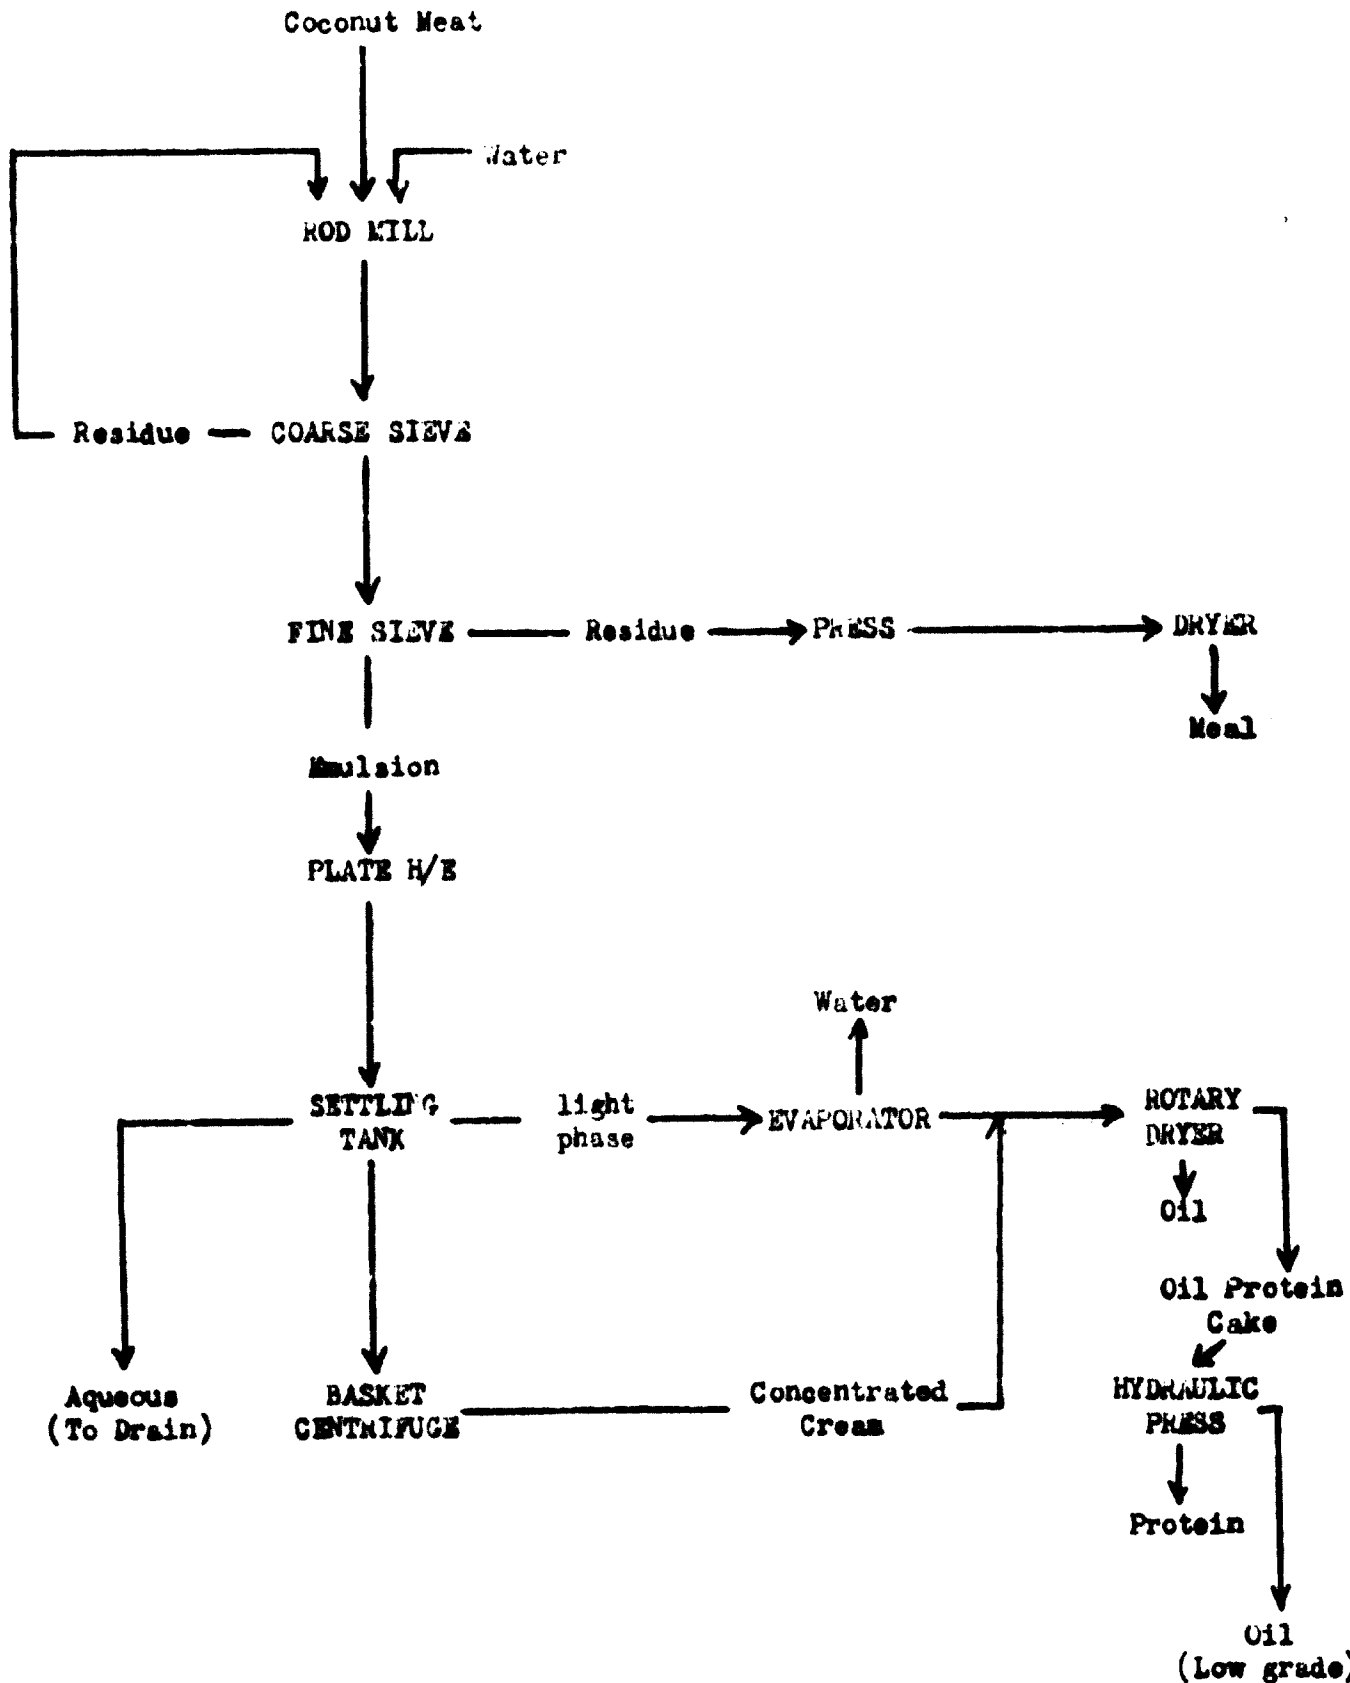 Coconut Meat
Water
ROD MILL
Residue
COARSE SIEVE
FINE SIEVE
Residue
PRESS
DRYER
Meal
Emulsion
PLATE H/E
Water
SETTLING
TANK
light
phase
EVAPORATOR
ROTARY
DRYER
Oil
Oil Protein
Cake
Aqueous
(To Drain)
BASKET
CENTRIFUGE
Concentrated
Cream
HYDRAULIC
PRESS
Protein
Oil
(Low grade)